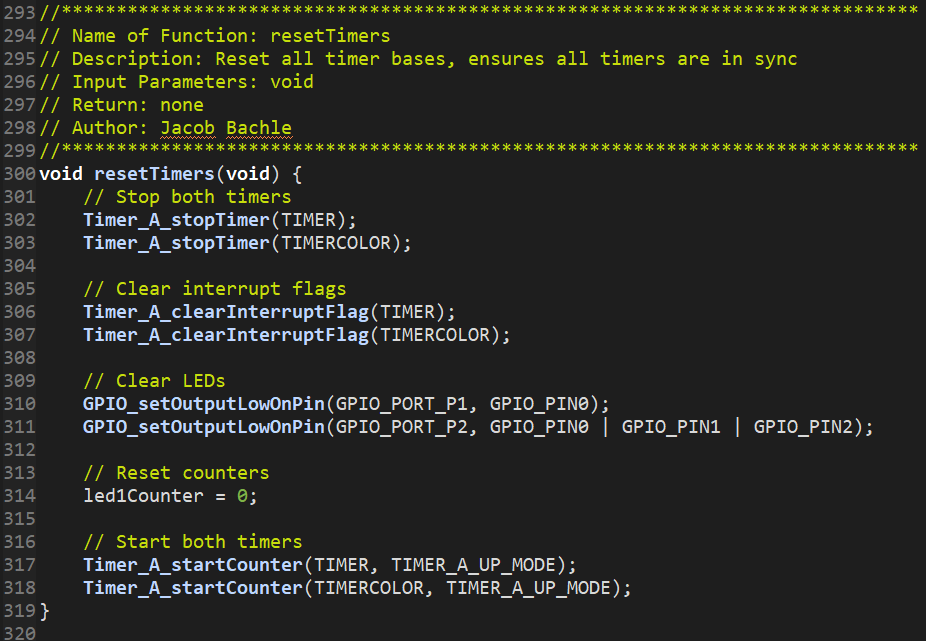 293 //******************************************************************************
294 // Name of Function: resetTimers
295 // Description: Reset all timer bases, ensures all timers are in sync
296 // Input Parameters: void
297 // Return: none
298 // Author: Jacob Bachle
299 //******************************************************************************
300 void resetTimers(void) {
301     // Stop both timers
302     Timer_A_stopTimer(TIMER);
303     Timer_A_stopTimer(TIMERCOLOR);
304
305     // Clear interrupt flags
306     Timer_A_clearInterruptFlag(TIMER);
307     Timer_A_clearInterruptFlag(TIMERCOLOR);
308
309     // Clear LEDs
310     GPIO_setOutputLowOnPin(GPIO_PORT_P1, GPIO_PIN0);
311     GPIO_setOutputLowOnPin(GPIO_PORT_P2, GPIO_PIN0 | GPIO_PIN1 | GPIO_PIN2);
312
313     // Reset counters
314     led1Counter = 0;
315
316     // Start both timers
317     Timer_A_startCounter(TIMER, TIMER_A_UP_MODE);
318     Timer_A_startCounter(TIMERCOLOR, TIMER_A_UP_MODE);
319 }
320